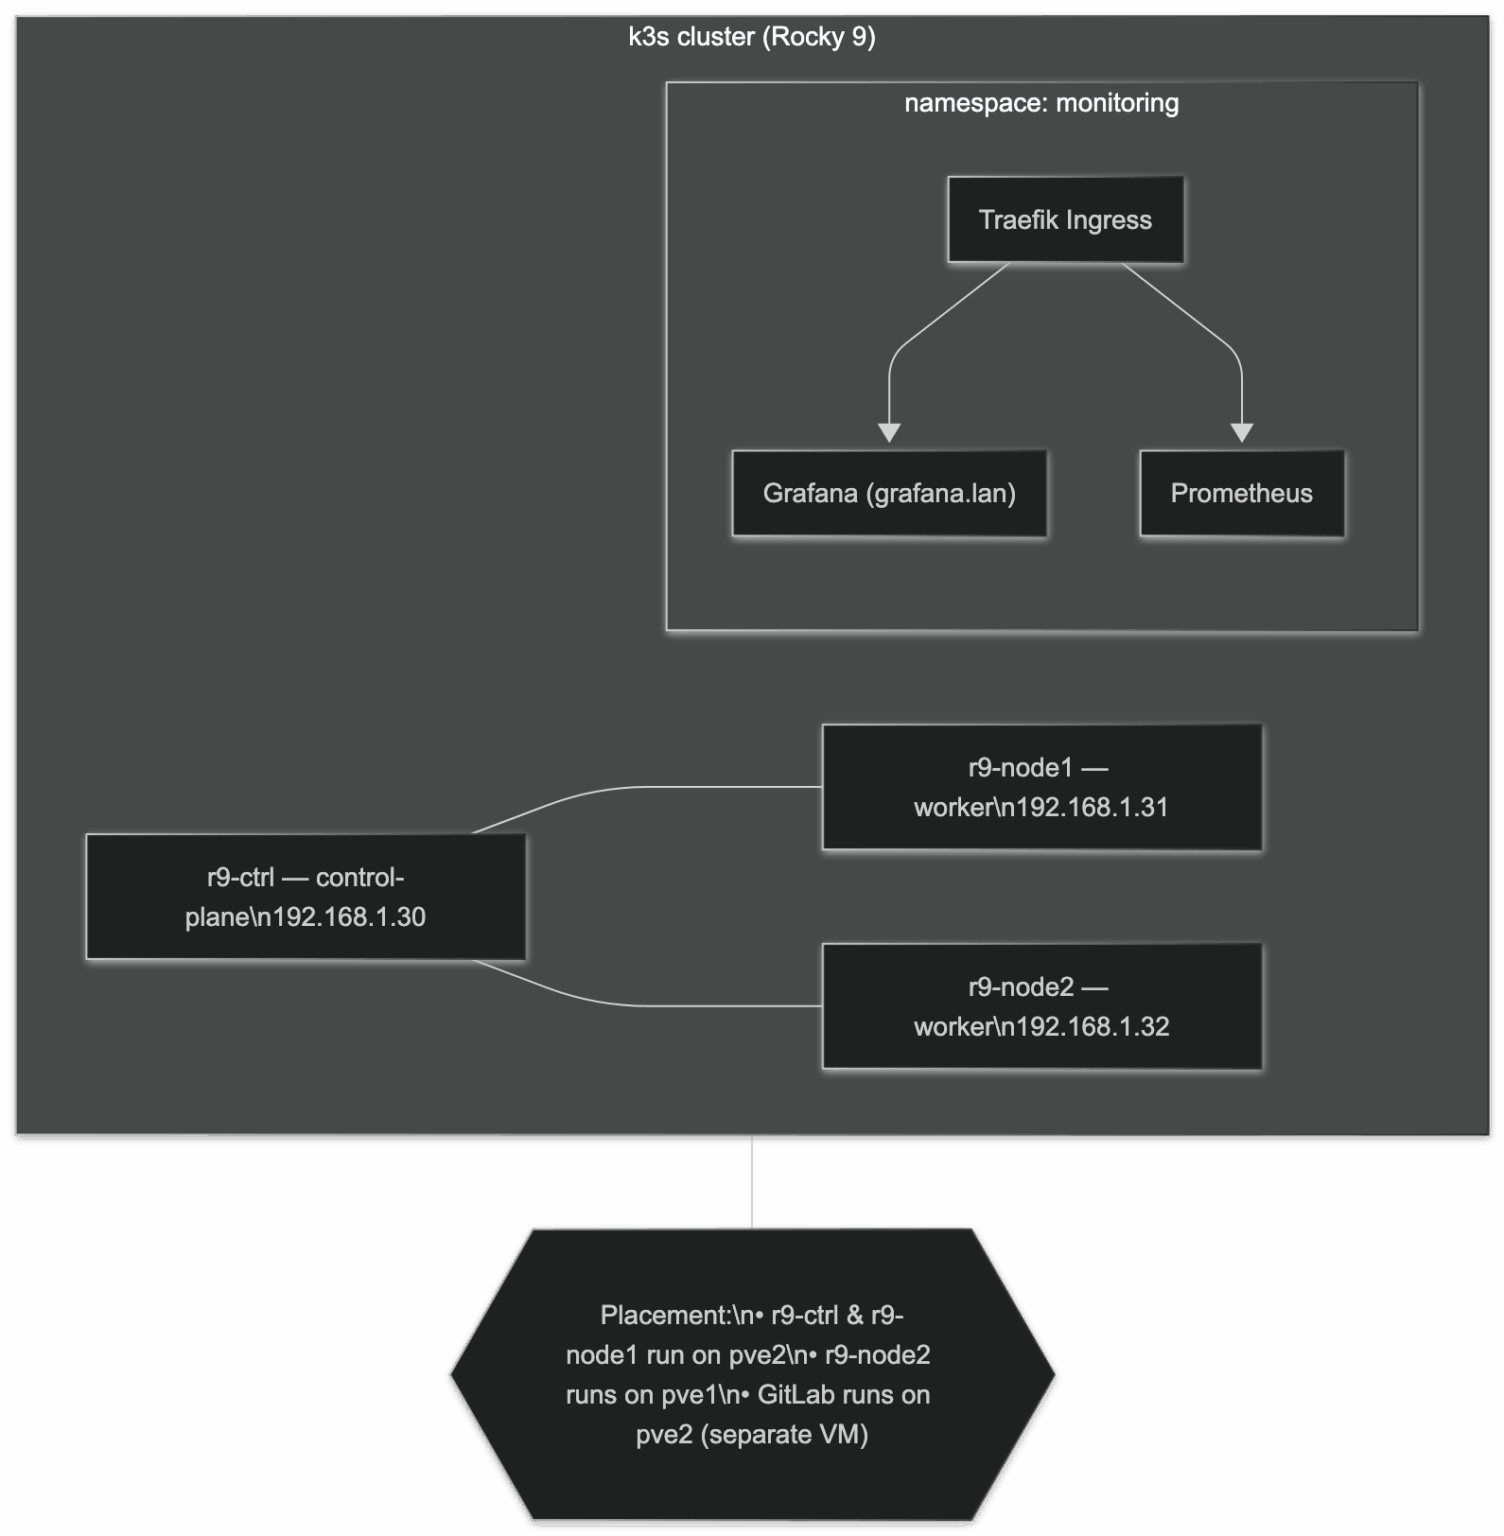 k3s cluster (Rocky 9)
namespace: monitoring
Traefik Ingress
Grafana (grafana.lan)
Prometheus
r9-node1 —
worker\n192.168.1.31
r9-ctrl — control-
plane\n192.168.1.30
r9-node2 —
worker\n192.168.1.32
Placement:\n• r9-ctrl & r9-
node1 run on pve2\n• r9-node2
runs on pve1\n• GitLab runs on
pve2 (separate VM)